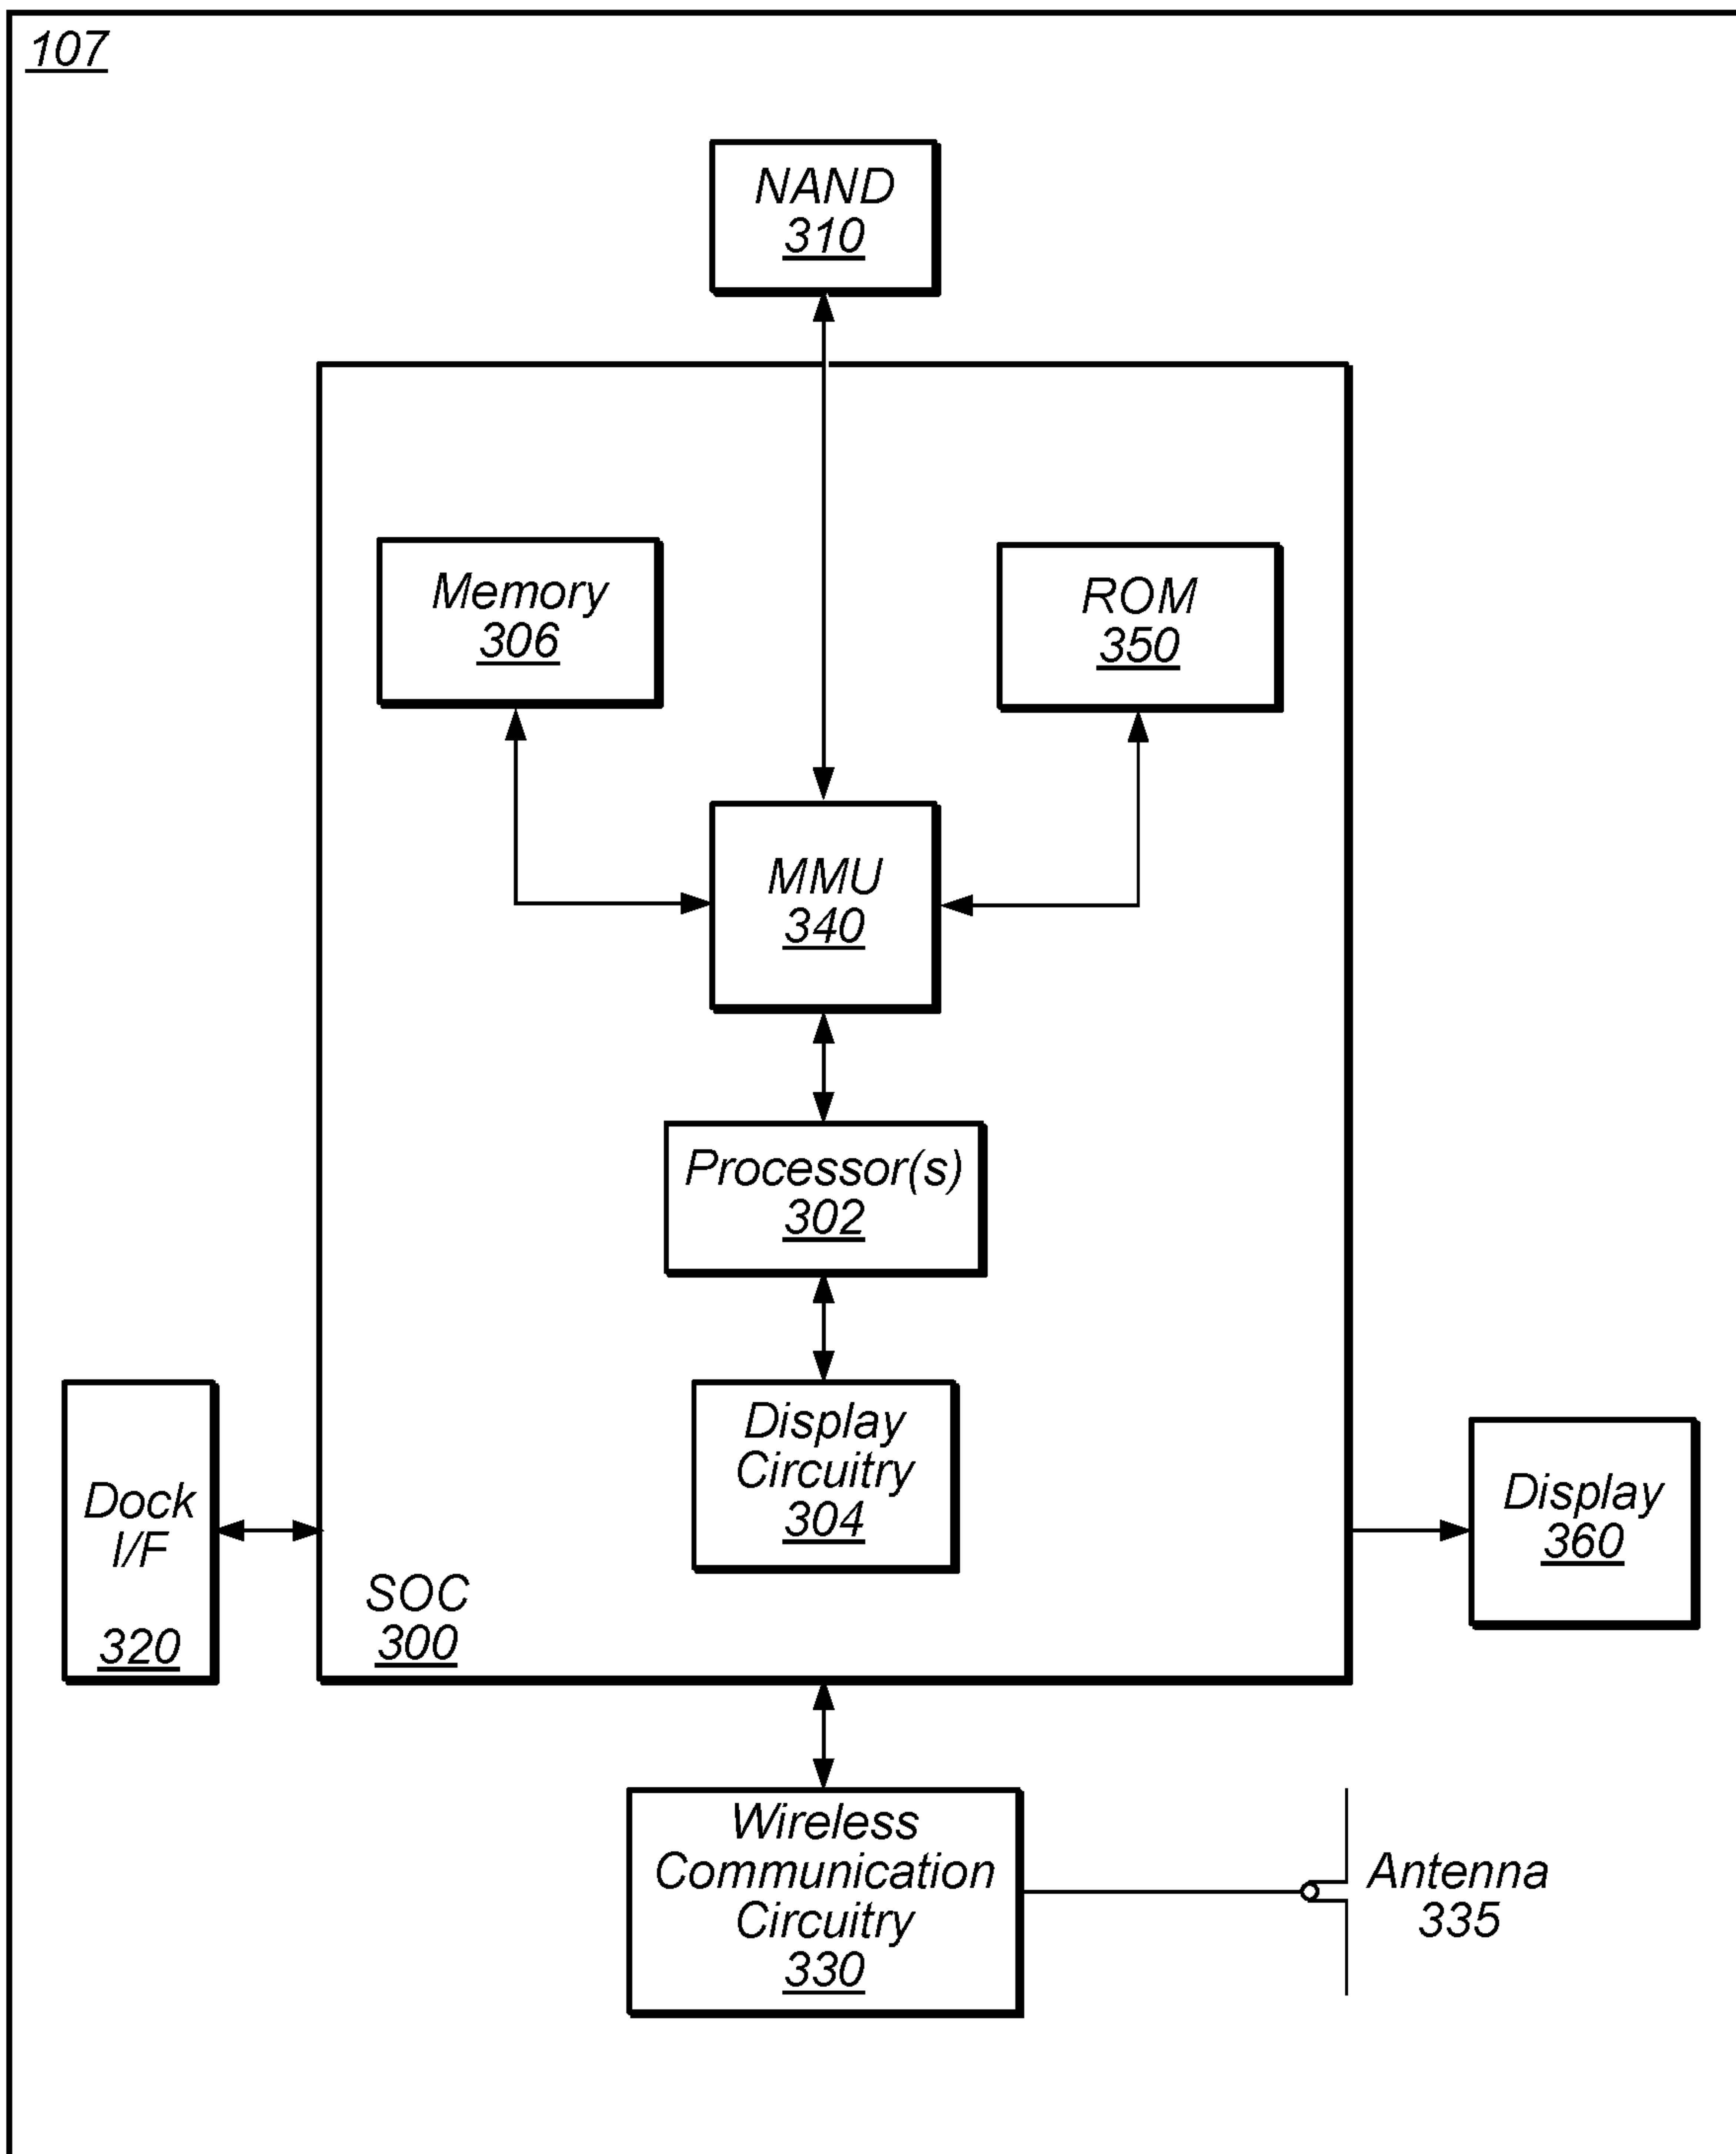 107
NAND
310
Memory
306
ROM
350
MMU
340
Processor(s)
302
Display
Circuitry
304
Dock
I/F
320
SOC
300
Display
360
Wireless
Communication
Circuitry
330
Antenna
335